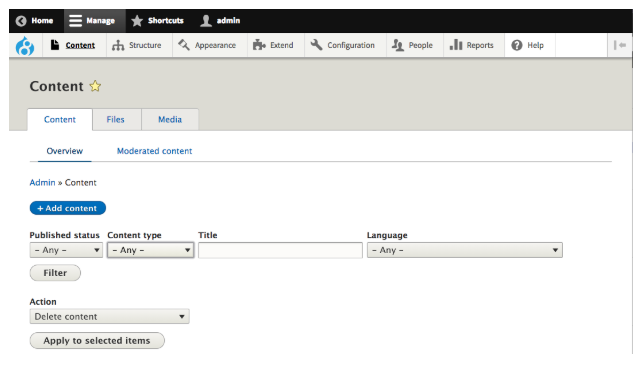 Home Manage Shortcuts admin
Content Structure Appearance Extend Configuration People Reports Help
Content
Content Files Media
Overview Moderated content
Admin » Content
+ Add content
Published status Content type Title Language
- Any - - Any - - Any -
Filter
Action
Delete content
Apply to selected items